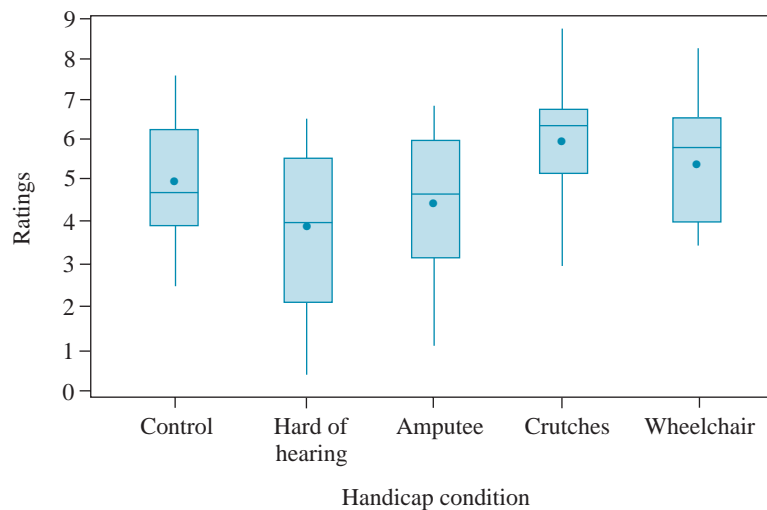 9
8
7
6
5
4
3
2
1
0
Ratings
Control
Hard of
hearing
Amputee
Crutches
Wheelchair
Handicap condition